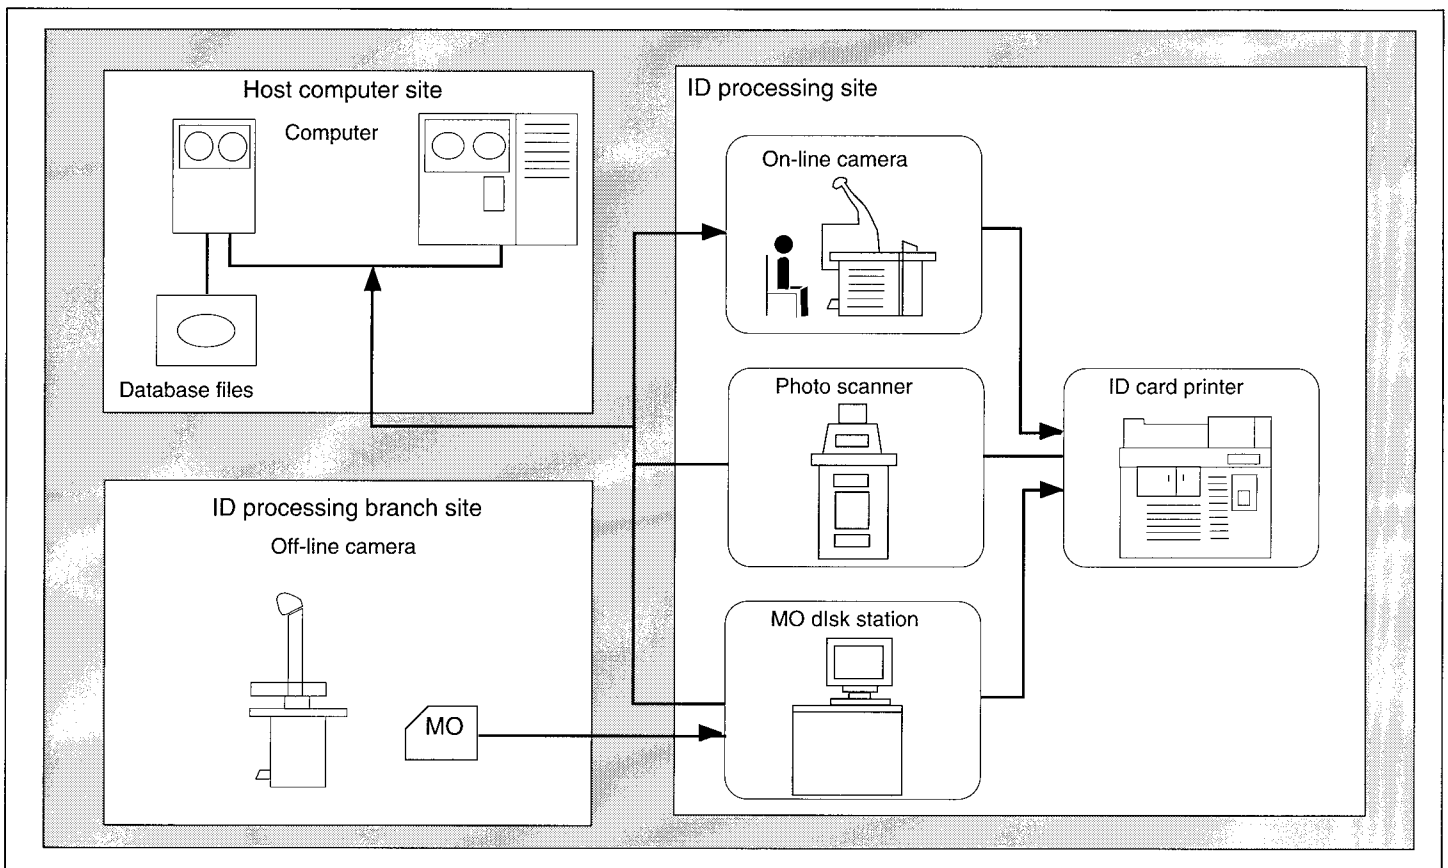 Host computer site
Computer
Database files
ID processing branch site
Off-line camera
MO
ID processing site
On-line camera
Photo scanner
MO dIsk station
ID card printer